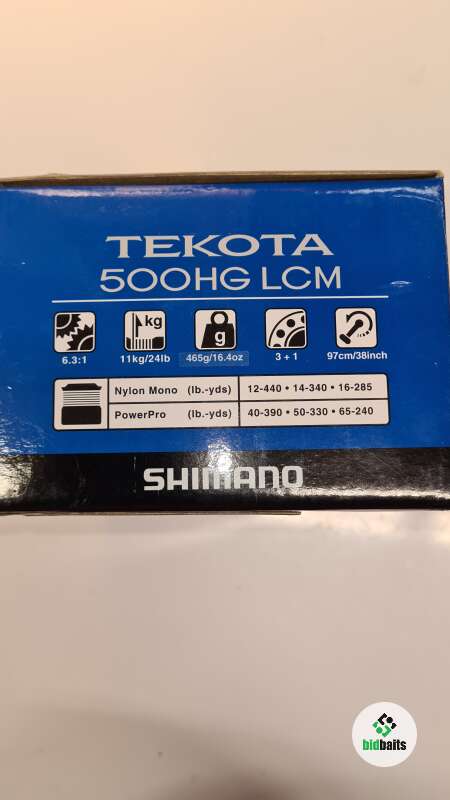 TEKOTA
500HG LCM
kg
g
6.3:1 11kg/24lb 465g/16.4oz 3 + 1 97cm/38inch
Nylon Mono (lb.-yds) 12-440 • 14-340 • 16-285
PowerPro (lb.-yds) 40-390 • 50-330 • 65-240
SHIMANO
bidbaits